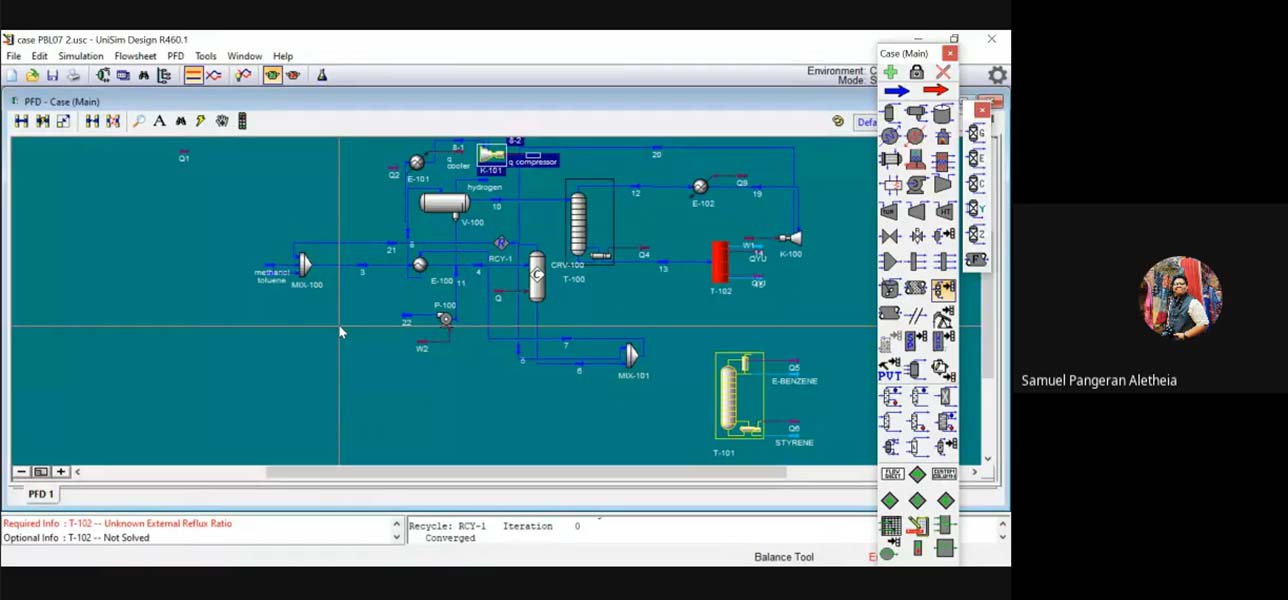 case PBL07 2.usc - UniSim Design R460.1
File Edit Simulation Flowsheet PFD Tools Window Help
Environment: C
Mode: S
Case (Main)
PFD - Case (Main)
A
Defa
Q1
Q2
E-101
8-1
q
cooler
K-101
8-2
q compressor
20
hydrogen
V-100
10
12
E-102
Q9
19
21
RCY-1
CRV-100
T-100
Q4
13
W1
K-100
QYU
T-102
methanol
toluene
MIX-100
3
E-100
4
11
Q
P-100
22
W2
7
6
MIX-101
Q5
E-BENZENE
Q6
STYRENE
T-101
PFD 1
Required Info : T-102 -- Unknown External Reflux Ratio
Optional Info : T-102 -- Not Solved
Recycle: RCY-1 Iteration 0
Converged
Balance Tool
PVT
FLOW
SHEET
CUSTOM
COLUMN
G
E
C
Y
Z
F
Samuel Pangeran Aletheia